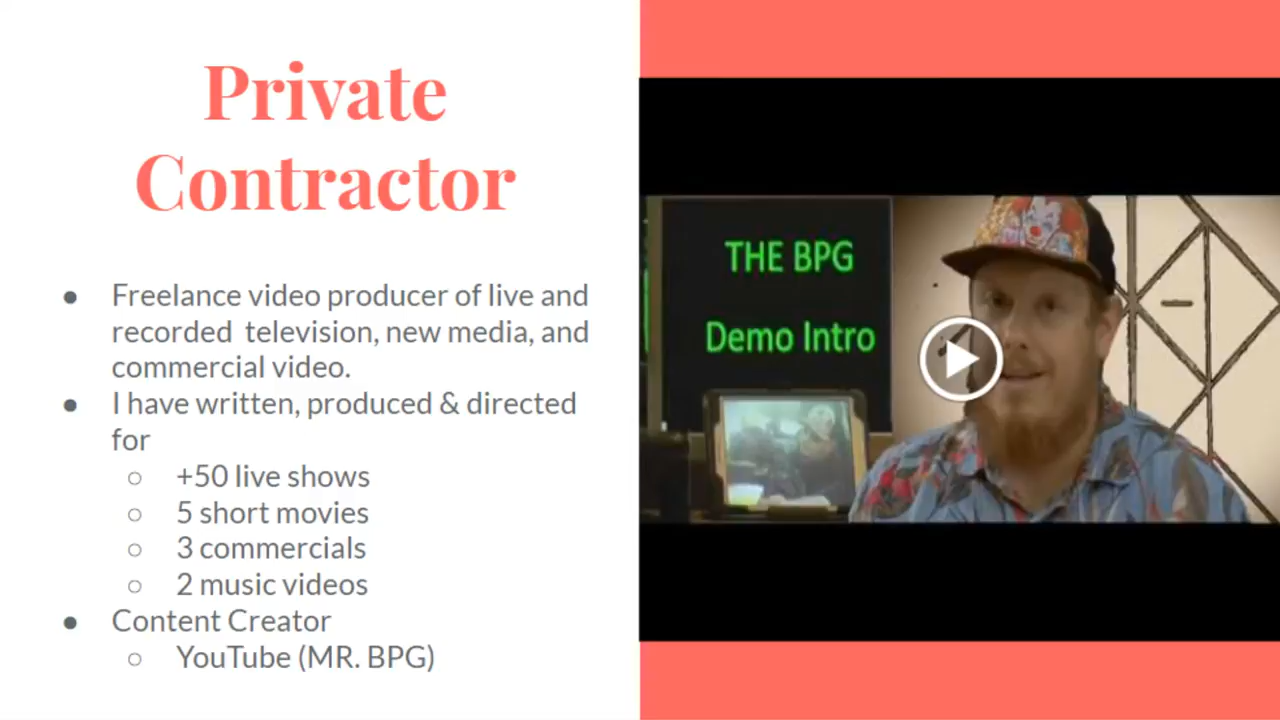 Private
Contractor
● Freelance video producer of live and
recorded  television, new media, and
commercial video.
● I have written, produced & directed
for
○ +50 live shows
○ 5 short movies
○ 3 commercials
○ 2 music videos
● Content Creator
○ YouTube (MR. BPG)
THE BPG
Demo Intro